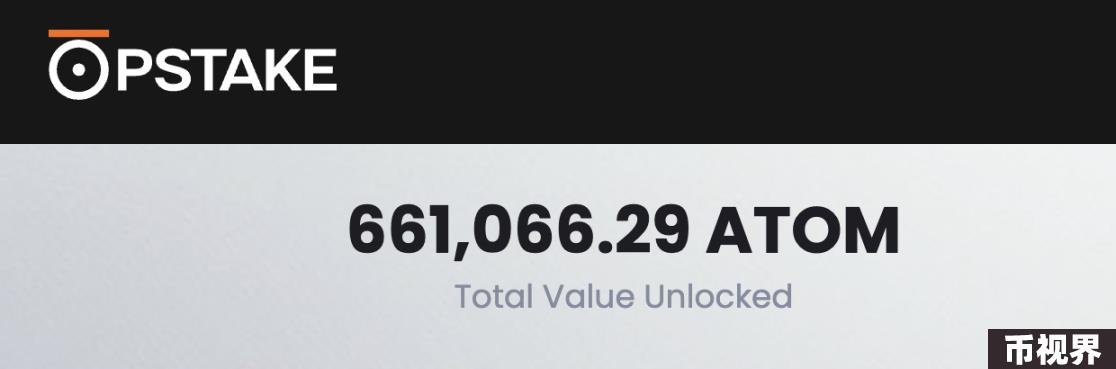 PSTAKE
661,066.29 ATOM
Total Value Unlocked
币视界